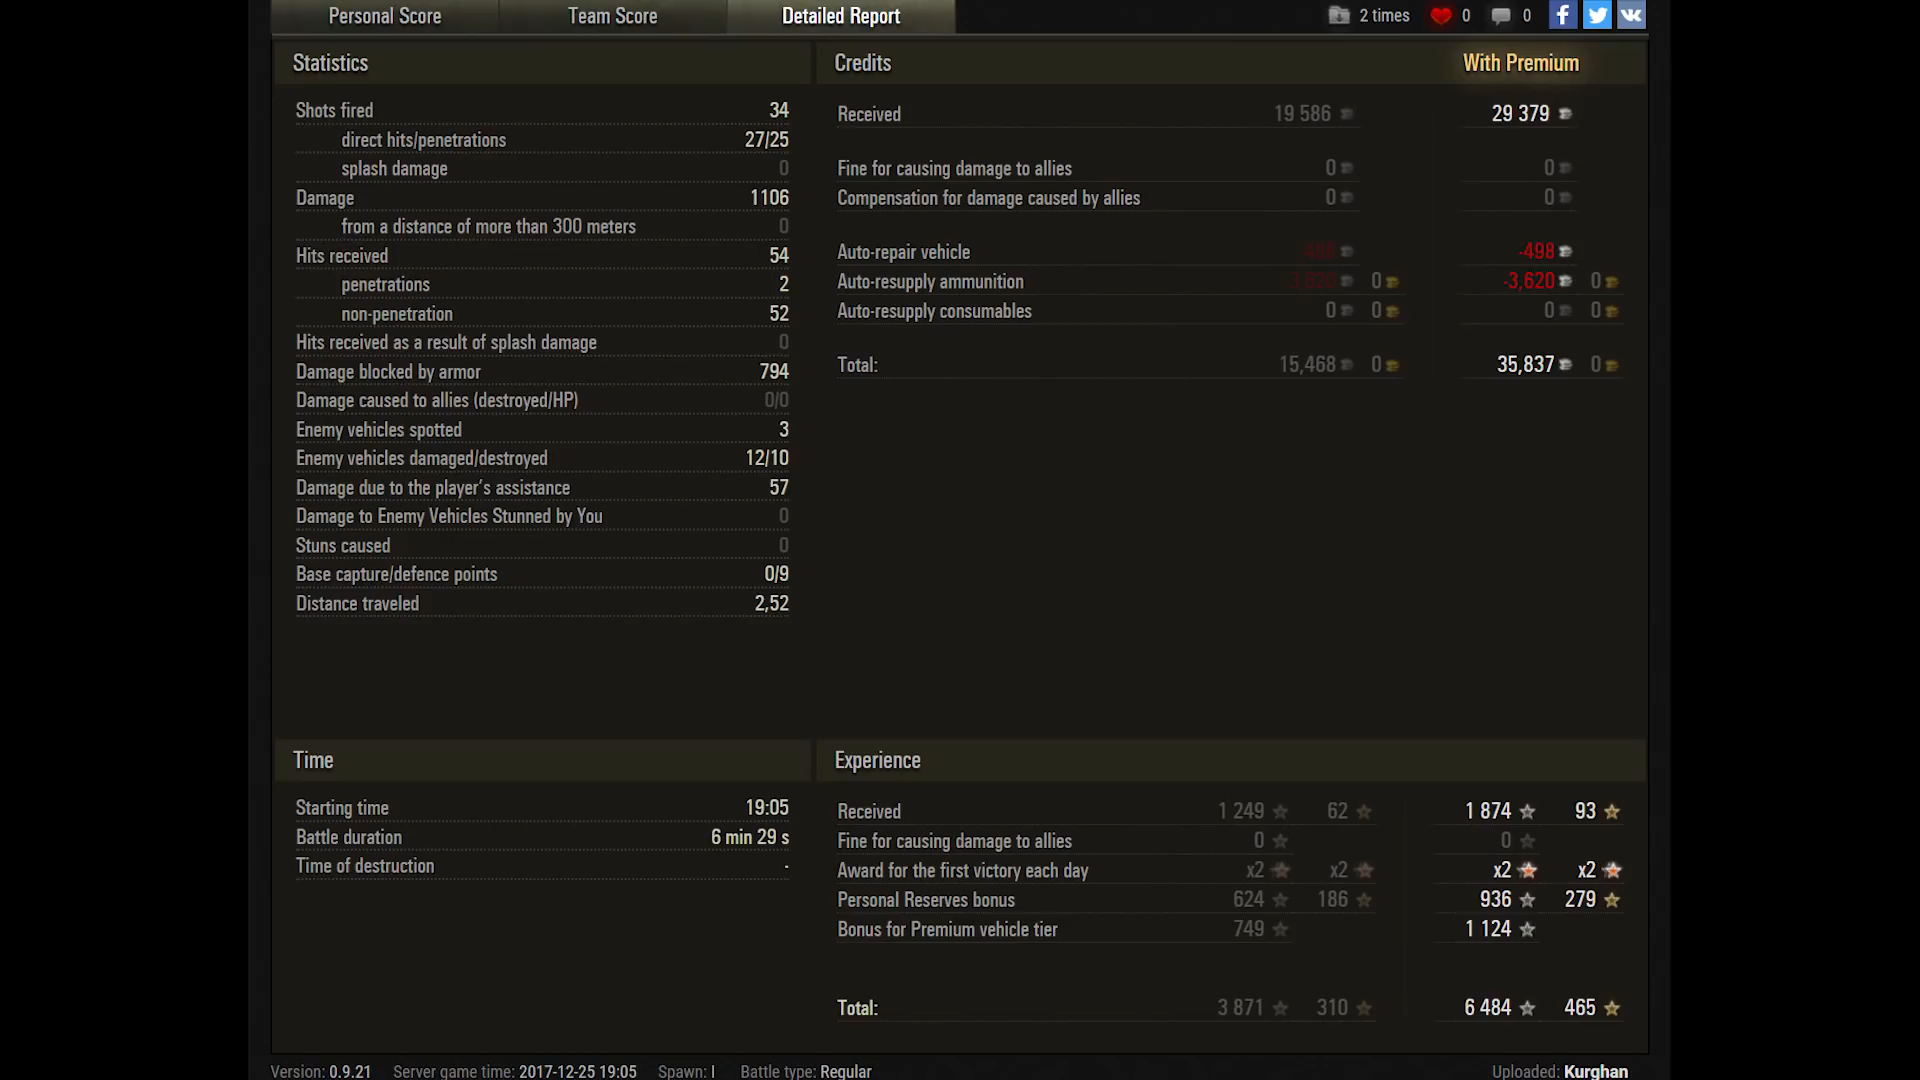 Personal Score Team Score Detailed Report 2 times 0 0
Statistics
Shots fired 34
direct hits/penetrations 27/25
splash damage 0
Damage 1106
from a distance of more than 300 meters 0
Hits received 54
penetrations 2
non-penetration 52
Hits received as a result of splash damage 0
Damage blocked by armor 794
Damage caused to allies (destroyed/HP) 0/0
Enemy vehicles spotted 3
Enemy vehicles damaged/destroyed 12/10
Damage due to the player's assistance 57
Damage to Enemy Vehicles Stunned by You 0
Stuns caused 0
Base capture/defence points 0/9
Distance traveled 2,52
Credits With Premium
Received 19 586 29 379
Fine for causing damage to allies 0 0
Compensation for damage caused by allies 0 0
Auto-repair vehicle -498 -498
Auto-resupply ammunition -3,620 0 -3,620 0
Auto-resupply consumables 0 0 0 0
Total: 15,468 0 35,837 0
Time
Starting time 19:05
Battle duration 6 min 29 s
Time of destruction -
Experience
Received 1 249 62 1 874 93
Fine for causing damage to allies 0 0
Award for the first victory each day x2 x2 x2 x2
Personal Reserves bonus 624 186 936 279
Bonus for Premium vehicle tier 749 1 124
Total: 3 871 310 6 484 465
Version: 0.9.21 Server game time: 2017-12-25 19:05 Spawn: I Battle type: Regular Uploaded: Kurghan